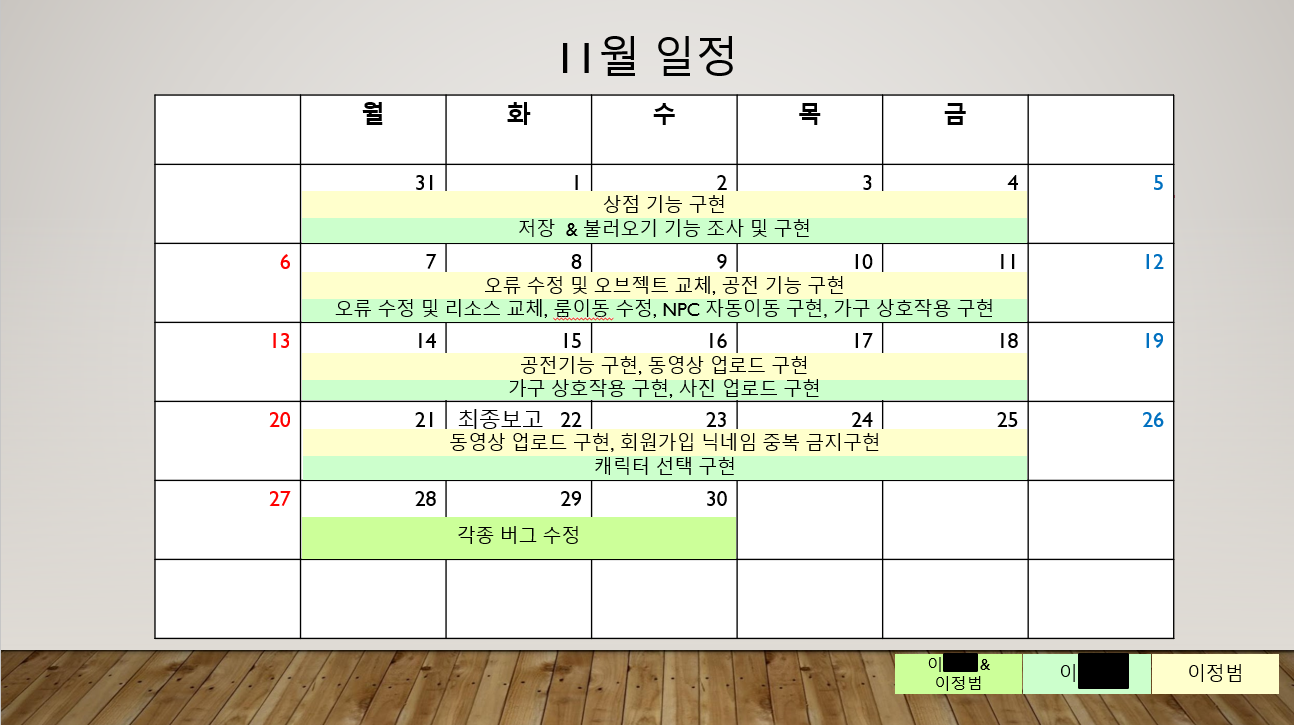 11월 일정
월 화 수 목 금
31 1 2 3 4 5
상점 기능 구현
저장 & 불러오기 기능 조사 및 구현
6 7 8 9 10 11 12
오류 수정 및 오브젝트 교체, 공전 기능 구현
오류 수정 및 리소스 교체, 룸이동 수정, NPC 자동이동 구현, 가구 상호작용 구현
13 14 15 16 17 18 19
공전기능 구현, 동영상 업로드 구현
가구 상호작용 구현, 사진 업로드 구현
20 21 최종보고 22 23 24 25 26
동영상 업로드 구현, 회원가입 닉네임 중복 금지구현
캐릭터 선택 구현
27 28 29 30
각종 버그 수정
이 &
이정범
이
이정범